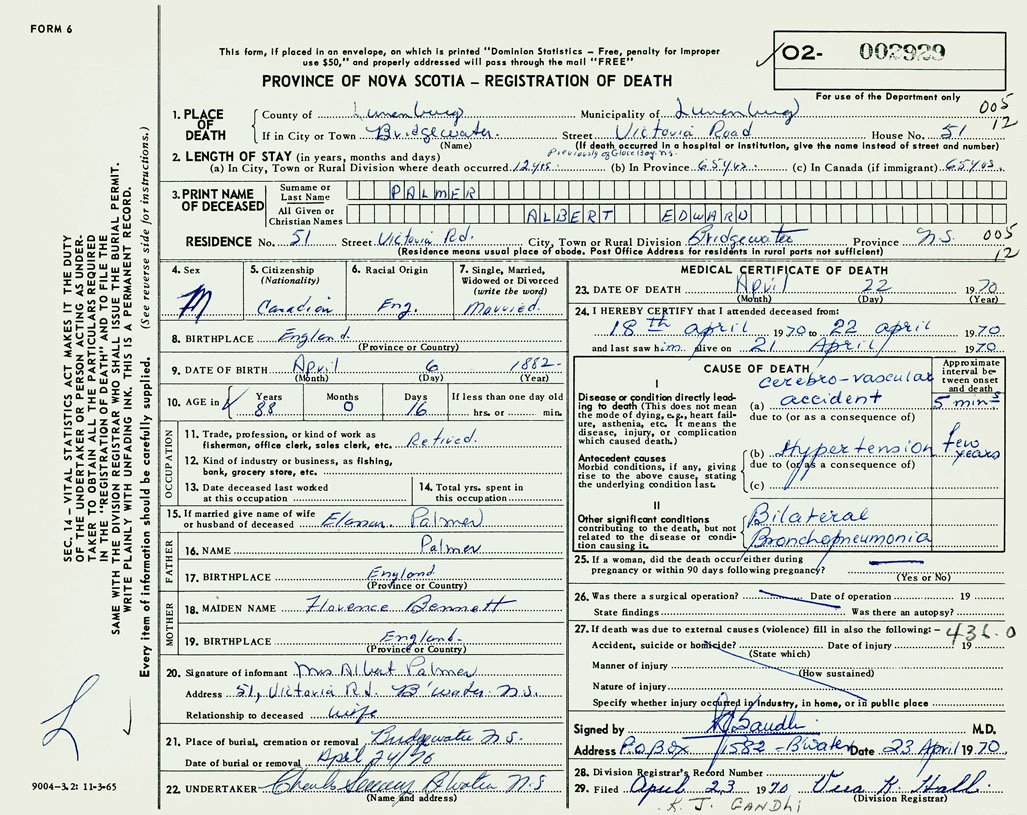 FORM 6
This form, if placed in an envelope, on which is printed "Dominion Statistics – Free, penalty for improper
use $50," and properly addressed will pass through the mail "FREE"
PROVINCE OF NOVA SCOTIA – REGISTRATION OF DEATH
O2- 002929
For use of the Department only
005
12
1. PLACE OF DEATH
County of Lunenburg Municipality of Lunenburg
If in City or Town Bridgewater Street Victoria Road House No. 51
(Name) (If death occurred in a hospital or institution, give the name instead of street and number)
2. LENGTH OF STAY (in years, months and days) Previously of Glace Bay n.s.
(a) In City, Town or Rural Division where death occurred 12 yrs. (b) In Province 65 yrs. (c) In Canada (if immigrant) 65 yrs.
3. PRINT NAME OF DECEASED
Surname or Last Name PALMER
All Given or Christian Names ALBERT EDWARD
RESIDENCE No. 51 Street Victoria Rd. City, Town or Rural Division Bridgewater Province N.S. 005
12
(Residence means usual place of abode. Post Office Address for residents in rural parts not sufficient)
4. Sex M
5. Citizenship (Nationality) Canadian
6. Racial Origin Eng.
7. Single, Married, Widowed or Divorced (write the word) Married.
8. BIRTHPLACE England.
(Province or Country)
9. DATE OF BIRTH April 6 1882
(Month) (Day) (Year)
10. AGE in Years 88 Months 0 Days 16 If less than one day old
hrs. or min.
OCCUPATION
11. Trade, profession, or kind of work as
fisherman, office clerk, sales clerk, etc. Retired.
12. Kind of industry or business, as fishing,
bank, grocery store, etc.
13. Date deceased last worked
at this occupation
14. Total yrs. spent in
this occupation
15. If married give name of wife
or husband of deceased Palmer
FATHER
16. NAME Palmer
17. BIRTHPLACE England
(Province or Country)
MOTHER
18. MAIDEN NAME Florence Bennett
19. BIRTHPLACE England.
(Province or Country)
20. Signature of informant Mrs Albert Palmer
Address 51, Victoria Rd. B'water N.S.
Relationship to deceased wife
21. Place of burial, cremation or removal Bridgewater N.S.
Date of burial or removal April 24/70
22. UNDERTAKER Charles B'water N.S
(Name and address)
MEDICAL CERTIFICATE OF DEATH
23. DATE OF DEATH April 22 1970
(Month) (Day) (Year)
24. I HEREBY CERTIFY that I attended deceased from:
18 th april 1970 to 22 april 1970
and last saw him alive on 21 April 1970
CAUSE OF DEATH
Approximate interval between onset and death
I
Disease or condition directly leading to death (This does not mean the mode of dying, e.g., heart failure, asthenia, etc. It means the disease, injury, or complication which caused death.)
(a) cerebro-vascular accident 5 mins
due to (or as a consequence of)
Antecedent causes
Morbid conditions, if any, giving rise to the above cause, stating the underlying condition last.
(b) Hypertension few years
due to (or as a consequence of)
(c)
II
Other significant conditions contributing to the death, but not related to the disease or condition causing it.
Bilateral
Bronchopneumonia
25. If a woman, did the death occur either during
pregnancy or within 90 days following pregnancy?
(Yes or No)
26. Was there a surgical operation? Date of operation 19
State findings Was there an autopsy?
27. If death was due to external causes (violence) fill in also the following: –
Accident, suicide or homicide? Date of injury 19
(State which)
Manner of injury
(How sustained)
Nature of injury
Specify whether injury occurred in industry, in home, or in public place
Signed by Gandhi M.D.
Address P.O. Box 1582 - B'water Date 23 April 1970
28. Division Registrar's Record Number
29. Filed April 23 1970 Vera K. Hall
(Division Registrar)
K. J. GANDHI
SEC. 14 – VITAL STATISTICS ACT MAKES IT THE DUTY
OF THE UNDERTAKER OR PERSON ACTING AS UNDER-
TAKER TO OBTAIN ALL THE PARTICULARS REQUIRED
IN THE "REGISTRATION OF DEATH" AND TO FILE THE
SAME WITH THE DIVISION REGISTRAR WHO SHALL ISSUE THE BURIAL PERMIT.
WRITE PLAINLY WITH UNFADING INK. THIS IS A PERMANENT RECORD.
Every item of information should be carefully supplied. (See reverse side for instructions.)
9004-3.2: 11-3-65